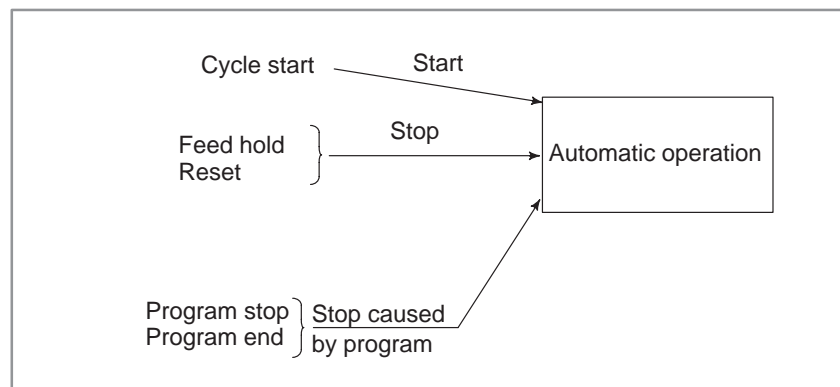 Cycle start
Start
Feed hold
Reset
Stop
Automatic operation
Program stop
Program end
Stop caused
by program